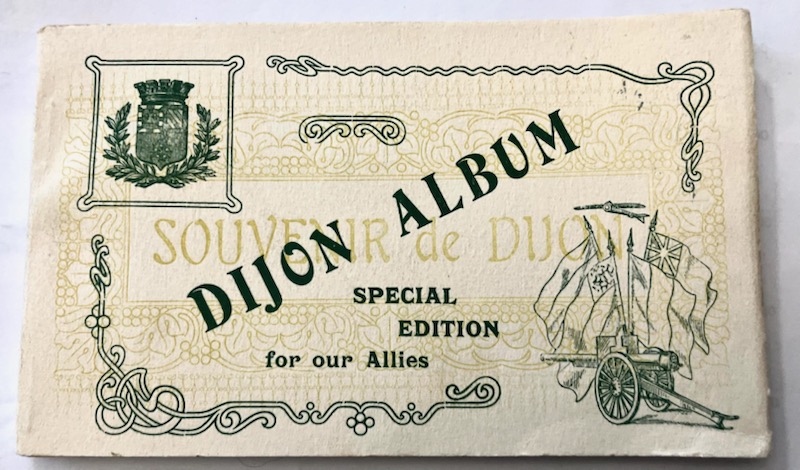 DIJON ALBUM
SOUVENIR de DIJON
SPECIAL
EDITION
for our Allies